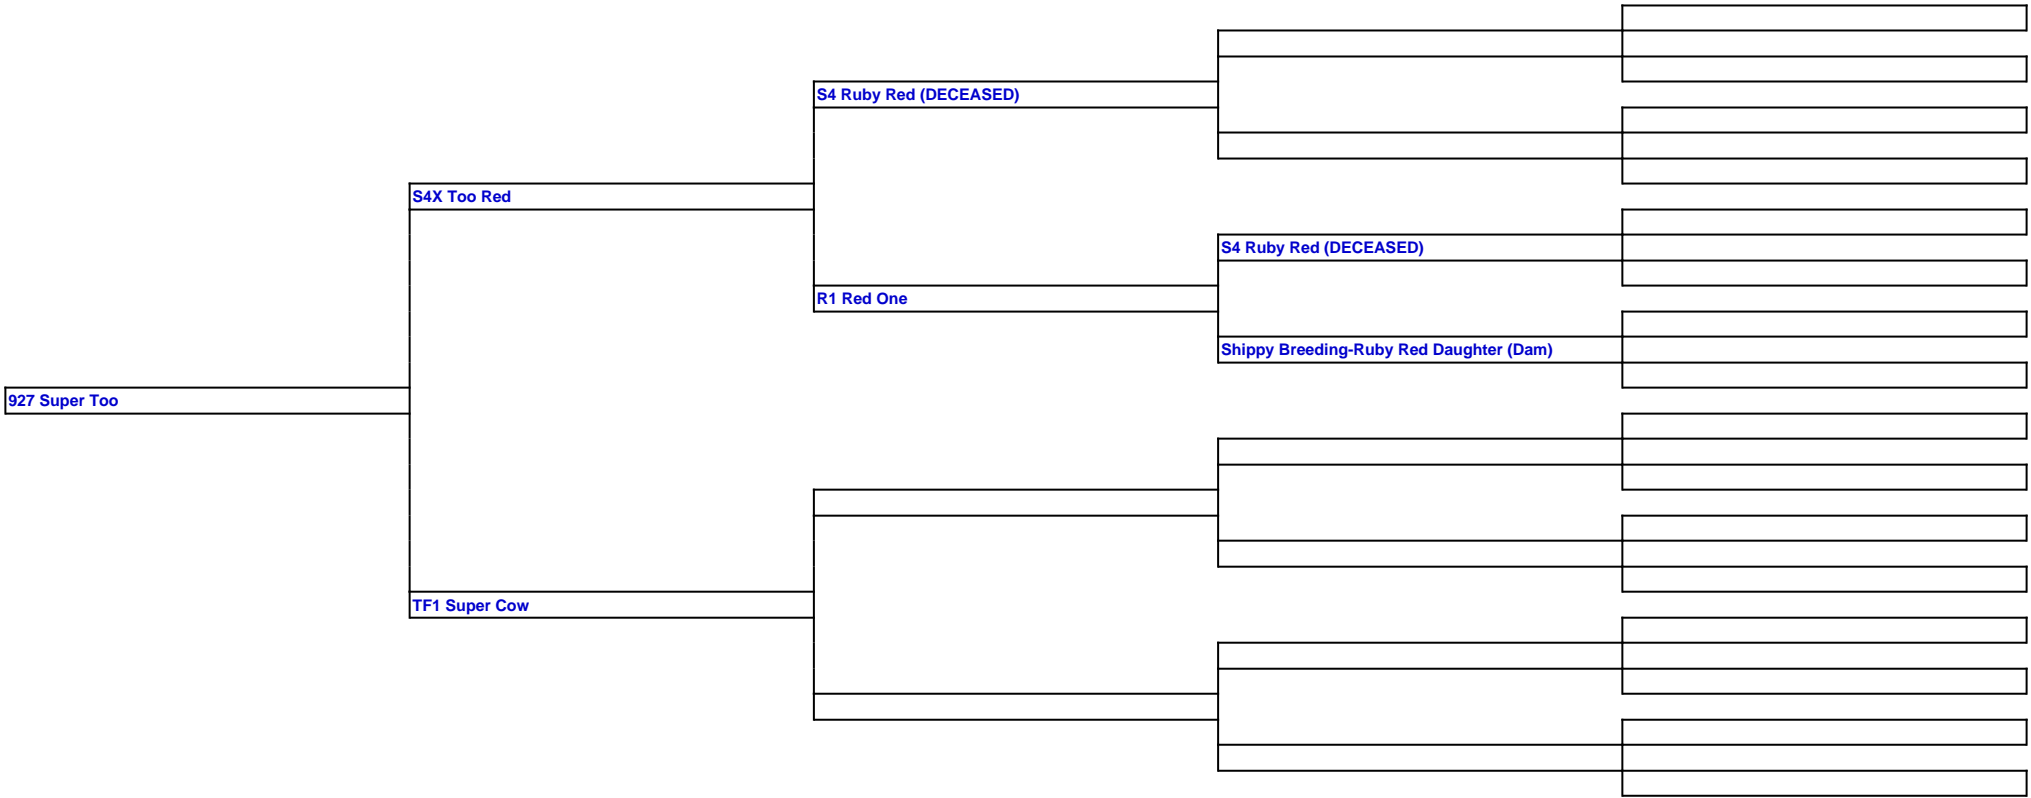 S4 Ruby Red (DECEASED)
S4X Too Red
S4 Ruby Red (DECEASED)
R1 Red One
Shippy Breeding-Ruby Red Daughter (Dam)
927 Super Too
TF1 Super Cow